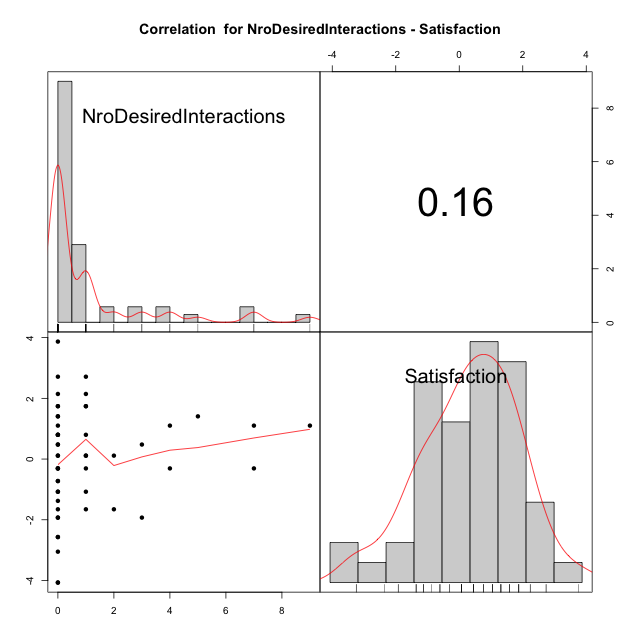 Correlation for NroDesiredInteractions - Satisfaction
-4 -2 0 2 4
NroDesiredInteractions
0.16
8
6
4
2
0
Satisfaction
4
2
0
-2
-4
0 2 4 6 8